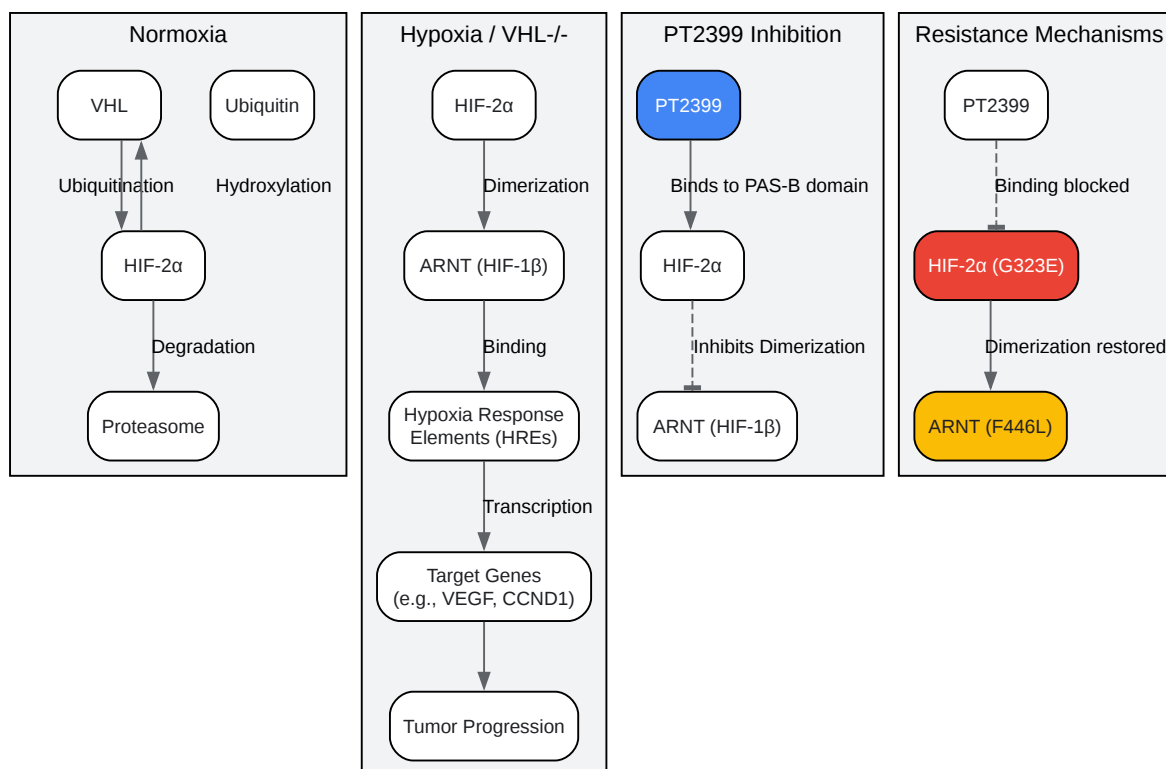 Normoxia
VHL
Ubiquitin
Ubiquitination
Hydroxylation
HIF-2α
Degradation
Proteasome
Hypoxia / VHL-/-
HIF-2α
Dimerization
ARNT (HIF-1β)
Binding
Hypoxia Response
Elements (HREs)
Transcription
Target Genes
(e.g., VEGF, CCND1)
Tumor Progression
PT2399 Inhibition
PT2399
Binds to PAS-B domain
HIF-2α
Inhibits Dimerization
ARNT (HIF-1β)
Resistance Mechanisms
PT2399
Binding blocked
HIF-2α (G323E)
Dimerization restored
ARNT (F446L)